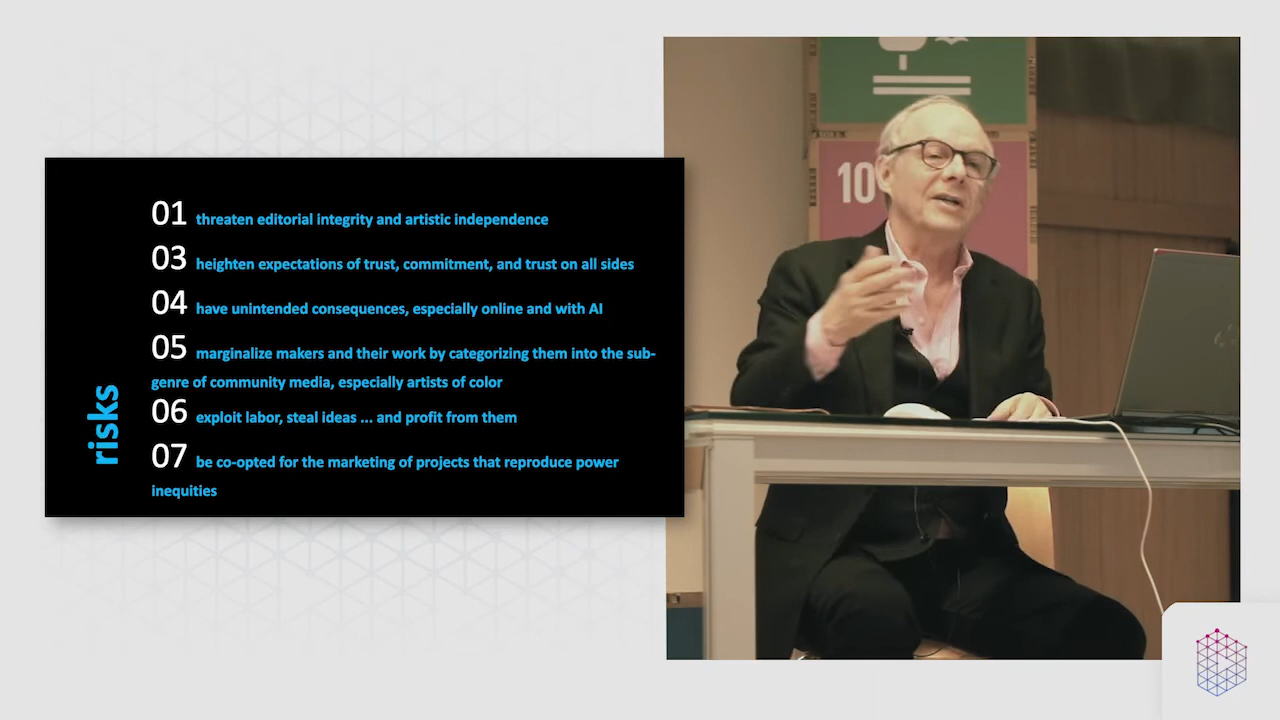 01 threaten editorial integrity and artistic independence
03 heighten expectations of trust, commitment, and trust on all sides
04 have unintended consequences, especially online and with AI
05 marginalize makers and their work by categorizing them into the sub-
genre of community media, especially artists of color
06 exploit labor, steal ideas ... and profit from them
07 be co-opted for the marketing of projects that reproduce power
inequities
risks
10